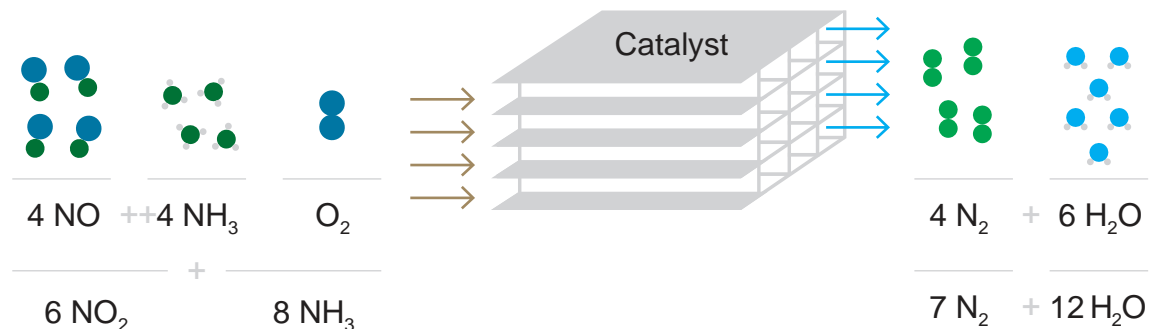 Catalyst
4 NO ++ 4 NH₃ O₂ 4 N₂ + 6 H₂O
+
6 NO₂ 8 NH₃ 7 N₂ + 12 H₂O